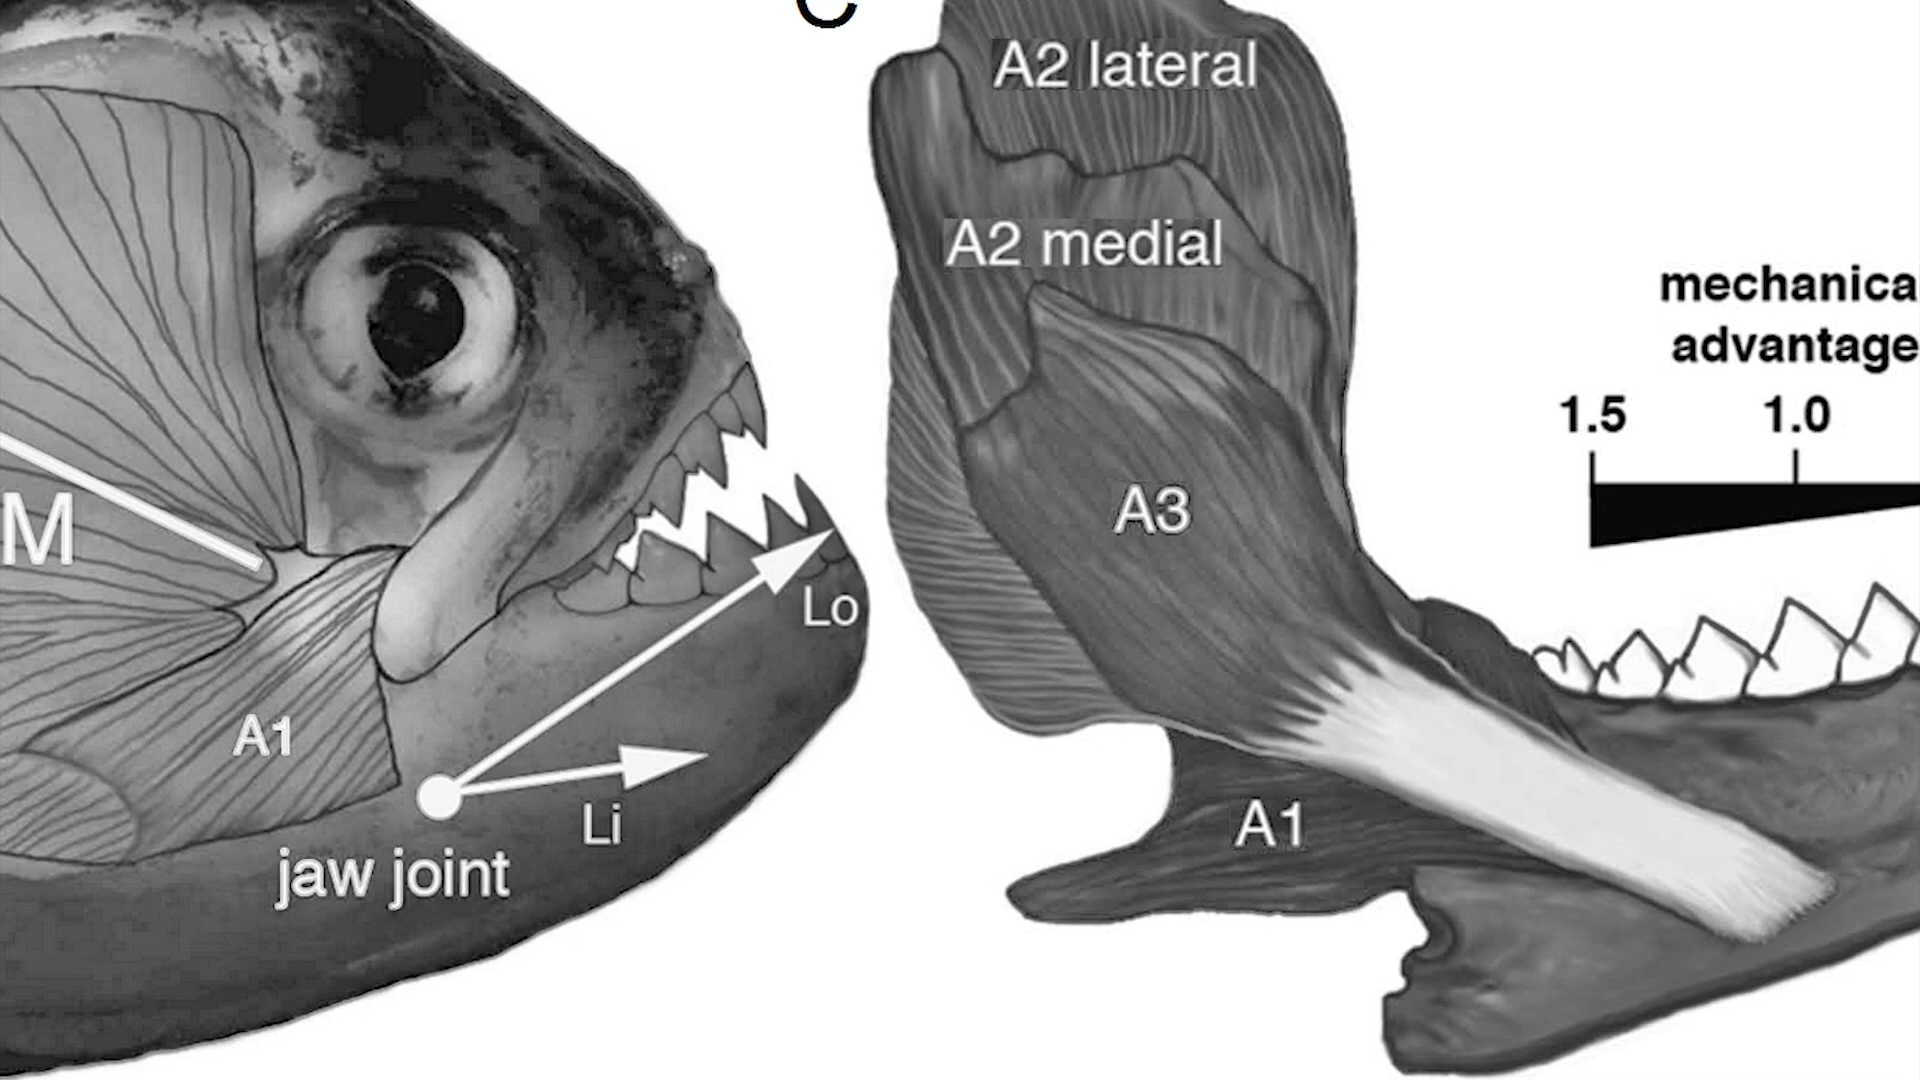 C
M
A1
Lo
Li
jaw joint
A2 lateral
A2 medial
A3
A1
mechanica
advantage
1.5 1.0